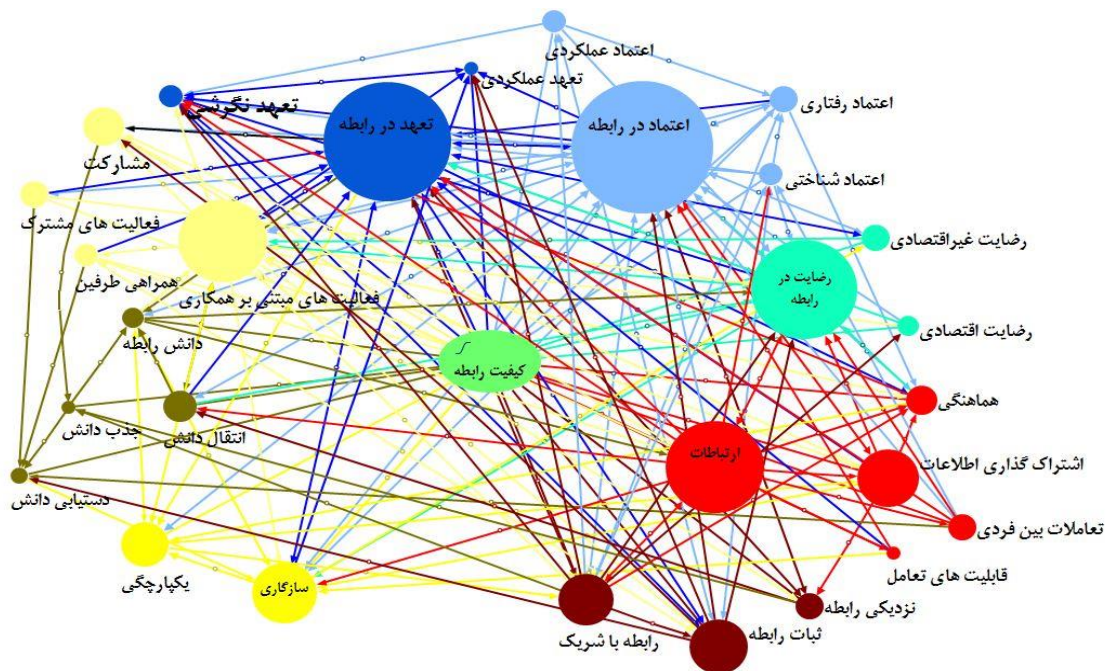 اعتماد عملکردی
تعهد عملکردی
اعتماد رفتاری
تعهد نگرشی
تعهد در رابطه
اعتماد در رابطه
مشارکت
اعتماد شناختی
فعالیت های مشترک
رضایت غیراقتصادی
همراهی طرفین
فعالیت های مبتنی بر همکاری
رضایت در
رابطه
دانش رابطه
رضایت اقتصادی
کیفیت رابطه
هماهنگی
جذب دانش
انتقال دانش
ارتباطات
اشتراک گذاری اطلاعات
دستیابی دانش
تعاملات بین فردی
یکپارچگی
سازگاری
قابلیت های تعامل
نزدیکی رابطه
رابطه با شریک
ثبات رابطه